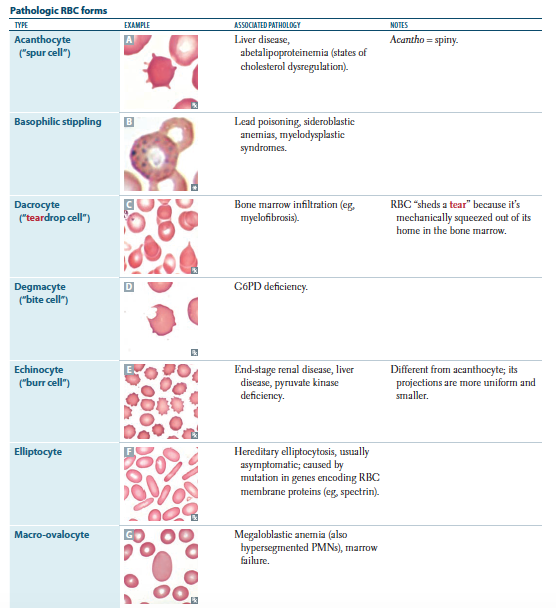 Pathologic RBC forms
TYPE EXAMPLE ASSOCIATED PATHOLOGY NOTES
Acanthocyte
("spur cell")
A
Liver disease,
abetalipoproteinemia (states of
cholesterol dysregulation).
Acantho = spiny.
Basophilic stippling
B
Lead poisoning, sideroblastic
anemias, myelodysplastic
syndromes.
Dacrocyte
("teardrop cell")
C
Bone marrow infiltration (eg,
myelofibrosis).
RBC "sheds a tear" because it's
mechanically squeezed out of its
home in the bone marrow.
Degmacyte
("bite cell")
D
G6PD deficiency.
Echinocyte
("burr cell")
E
End-stage renal disease, liver
disease, pyruvate kinase
deficiency.
Different from acanthocyte; its
projections are more uniform and
smaller.
Elliptocyte
F
Hereditary elliptocytosis, usually
asymptomatic; caused by
mutation in genes encoding RBC
membrane proteins (eg, spectrin).
Macro-ovalocyte
G
Megaloblastic anemia (also
hypersegmented PMNs), marrow
failure.